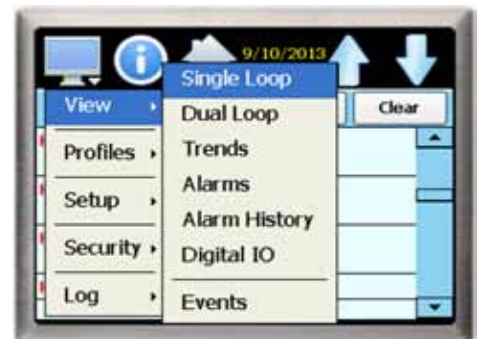 9/10/2013
View
Profiles
Setup
Security
Log
Single Loop
Dual Loop
Trends
Alarms
Alarm History
Digital IO
Events
Clear